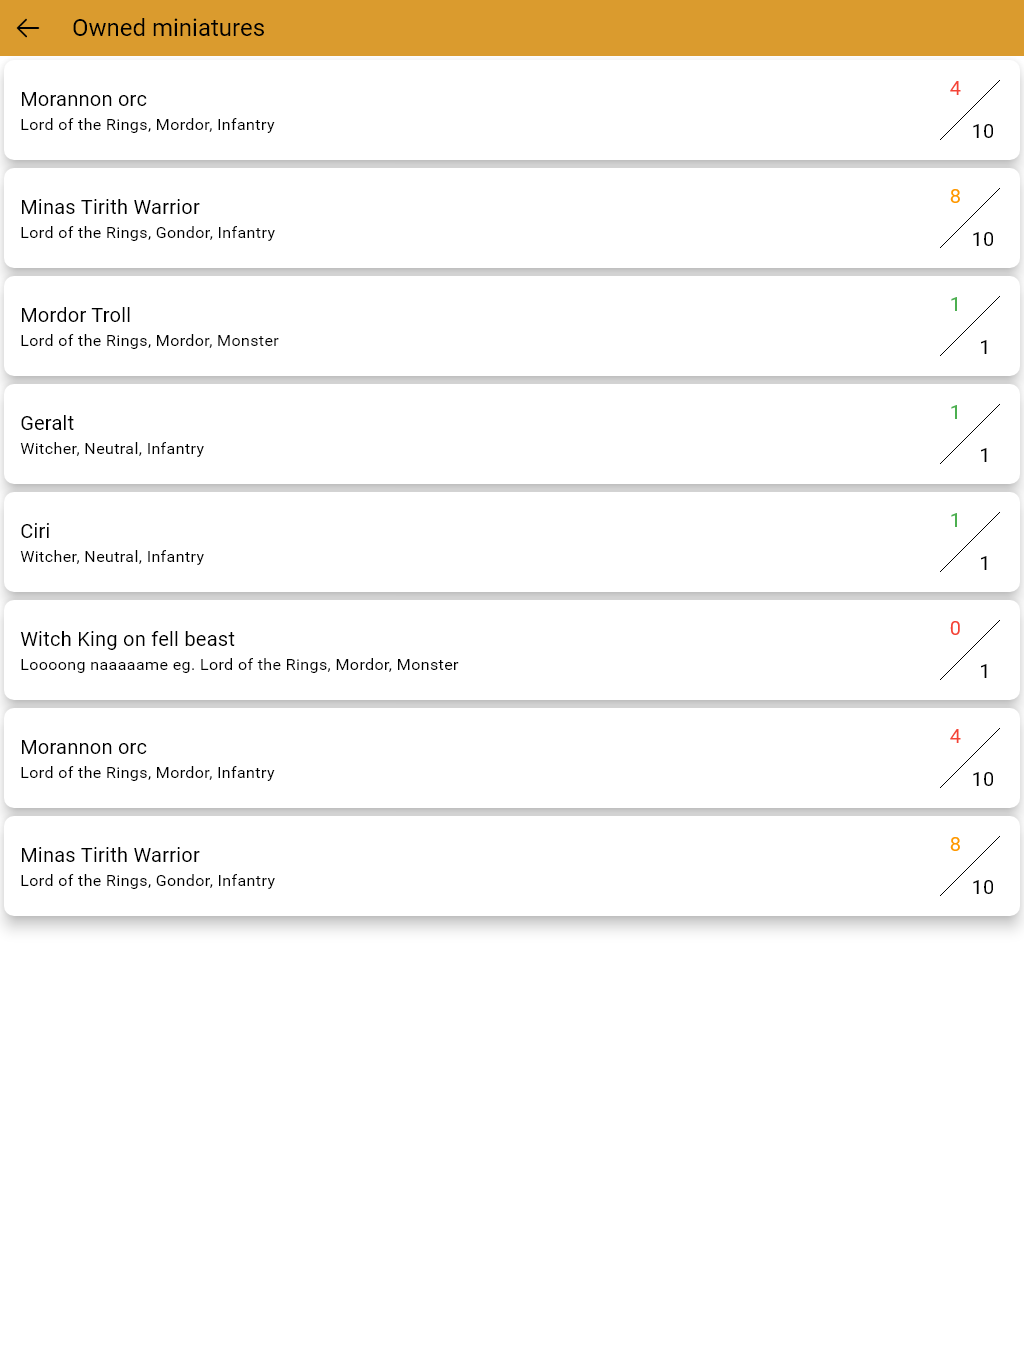 Owned miniatures
Morannon orc
Lord of the Rings, Mordor, Infantry
4
10
Minas Tirith Warrior
Lord of the Rings, Gondor, Infantry
8
10
Mordor Troll
Lord of the Rings, Mordor, Monster
1
1
Geralt
Witcher, Neutral, Infantry
1
1
Ciri
Witcher, Neutral, Infantry
1
1
Witch King on fell beast
Loooong naaaaame eg. Lord of the Rings, Mordor, Monster
0
1
Morannon orc
Lord of the Rings, Mordor, Infantry
4
10
Minas Tirith Warrior
Lord of the Rings, Gondor, Infantry
8
10